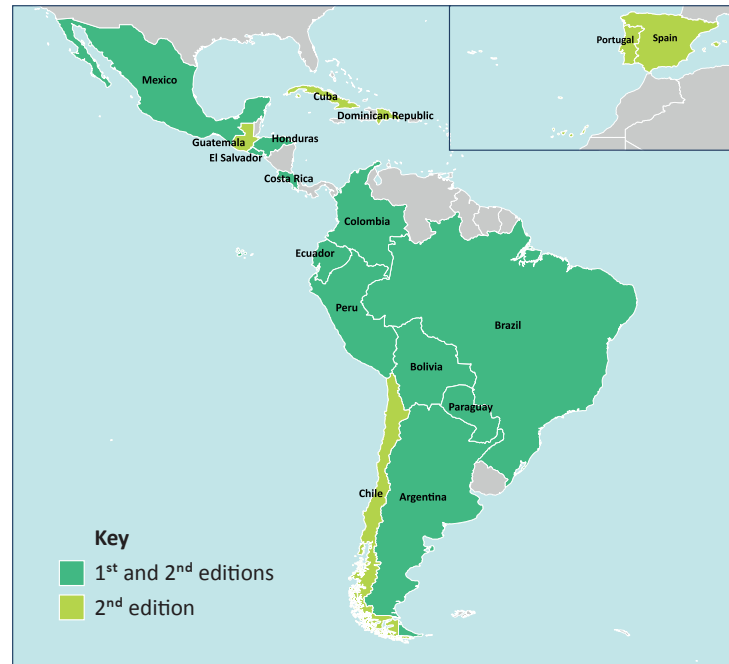 Portugal
Spain
Mexico
Cuba
Dominican Republic
Guatemala
Honduras
El Salvador
Costa Rica
Colombia
Ecuador
Peru
Brazil
Bolivia
Paraguay
Chile
Argentina
Key
1st and 2nd editions
2nd edition